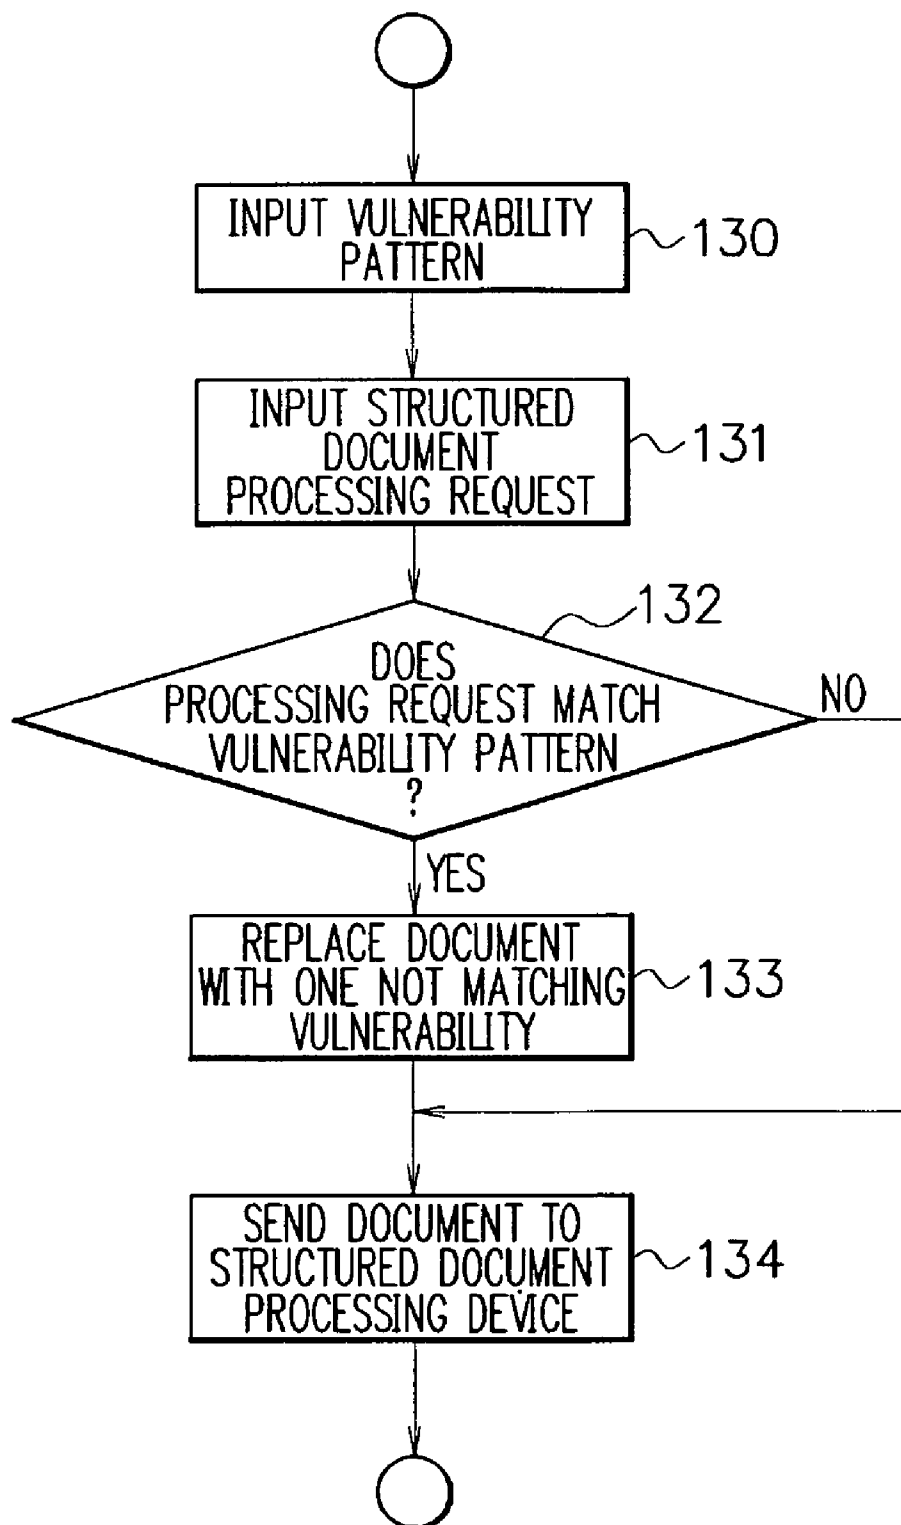 INPUT VULNERABILITY
PATTERN
130
INPUT STRUCTURED
DOCUMENT
PROCESSING REQUEST
131
132
DOES
PROCESSING REQUEST MATCH
VULNERABILITY PATTERN
?
NO
YES
REPLACE DOCUMENT
WITH ONE NOT MATCHING
VULNERABILITY
133
SEND DOCUMENT TO
STRUCTURED DOCUMENT
PROCESSING DEVICE
134